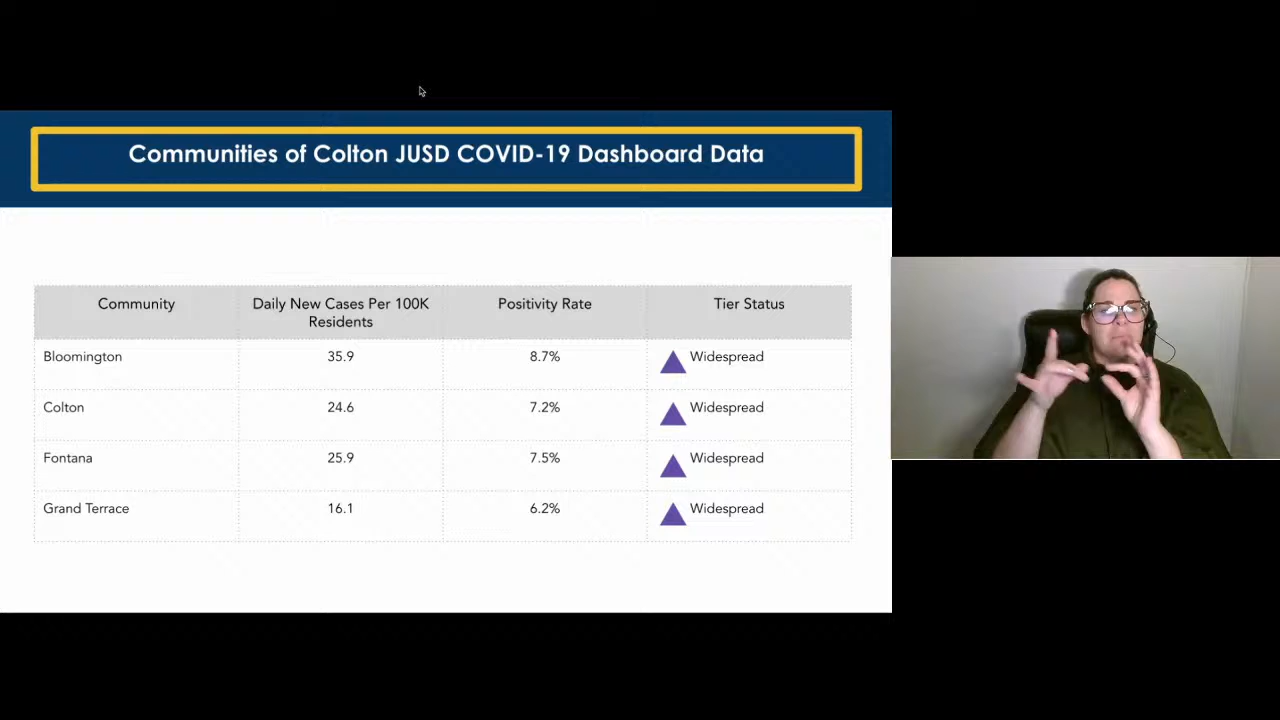 Communities of Colton JUSD COVID-19 Dashboard Data
Community Daily New Cases Per 100K Residents Positivity Rate Tier Status
Bloomington 35.9 8.7% Widespread
Colton 24.6 7.2% Widespread
Fontana 25.9 7.5% Widespread
Grand Terrace 16.1 6.2% Widespread